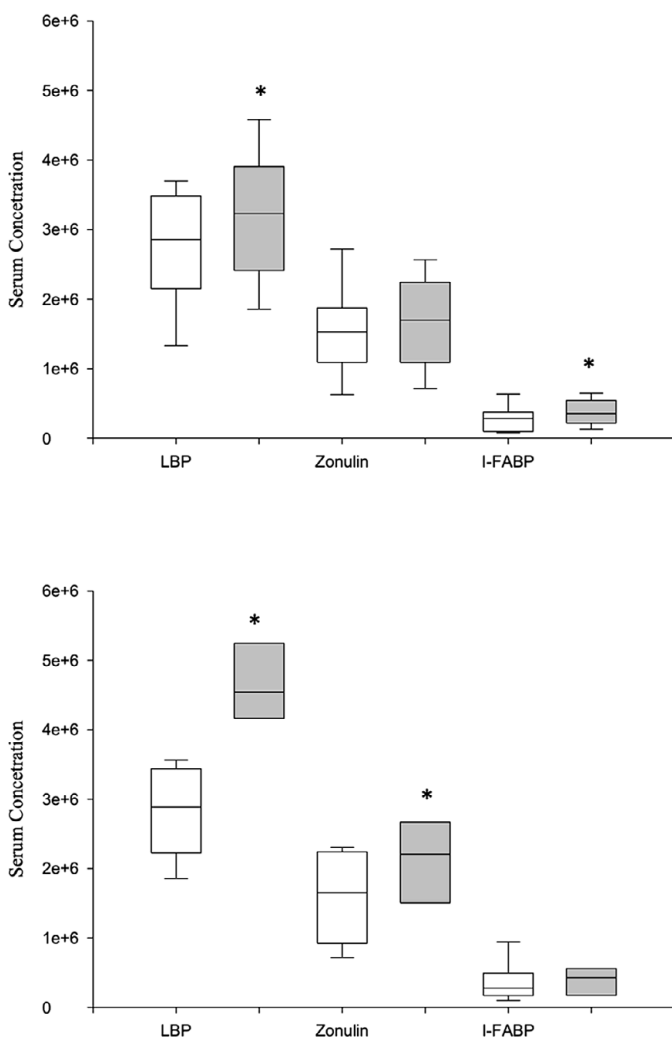 6e+6
5e+6
4e+6
3e+6
2e+6
1e+6
0
Serum Concetration
*
*
LBP Zonulin I-FABP
6e+6
5e+6
4e+6
3e+6
2e+6
1e+6
0
Serum Concetration
*
*
LBP Zonulin I-FABP